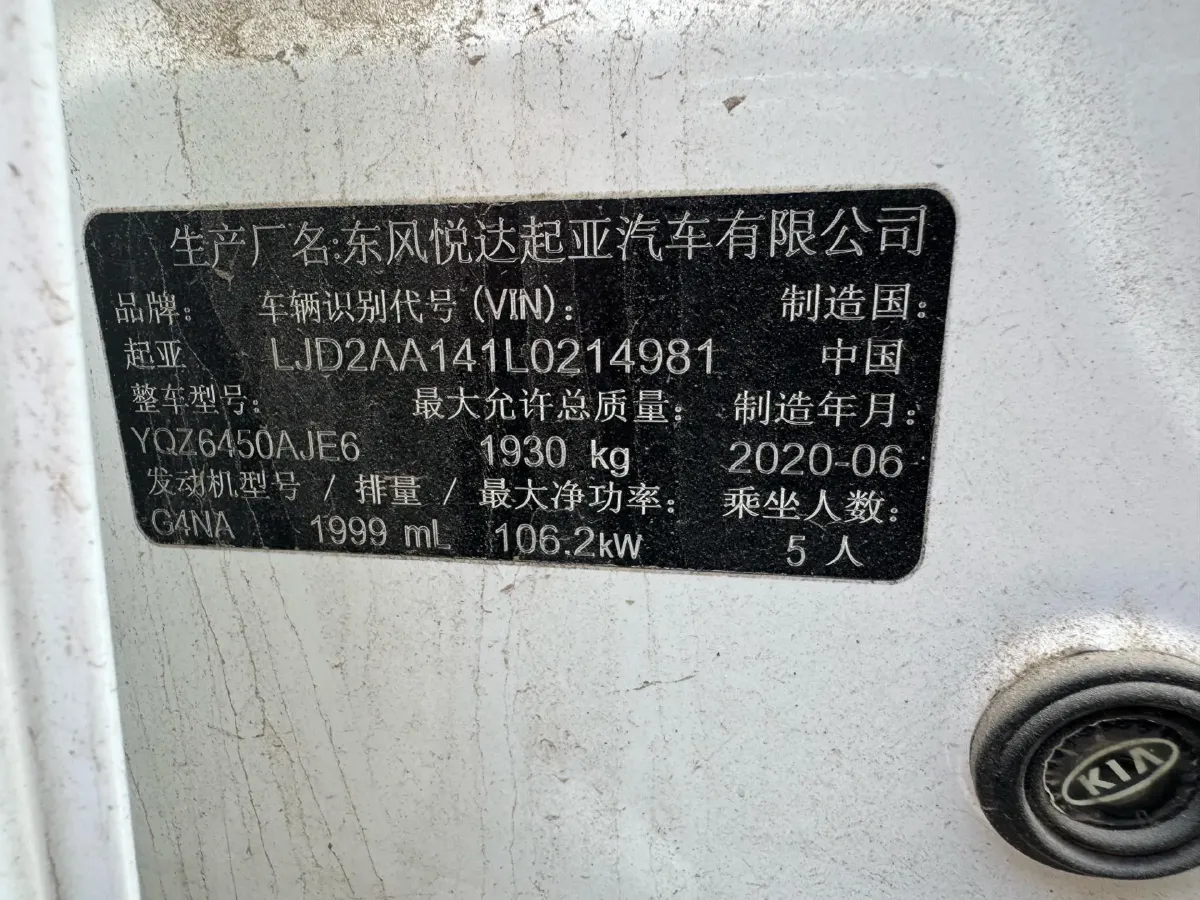 生产厂名:东风悦达起亚汽车有限公司
品牌: 车辆识别代号(VIN): 制造国:
起亚 LJD2AA141L0214981 中国
整车型号: 最大允许总质量: 制造年月:
YQZ6450AJE6 1930 kg 2020-06
发动机型号 / 排量 / 最大净功率: 乘坐人数:
G4NA 1999 mL 106.2kW 5人
KIA